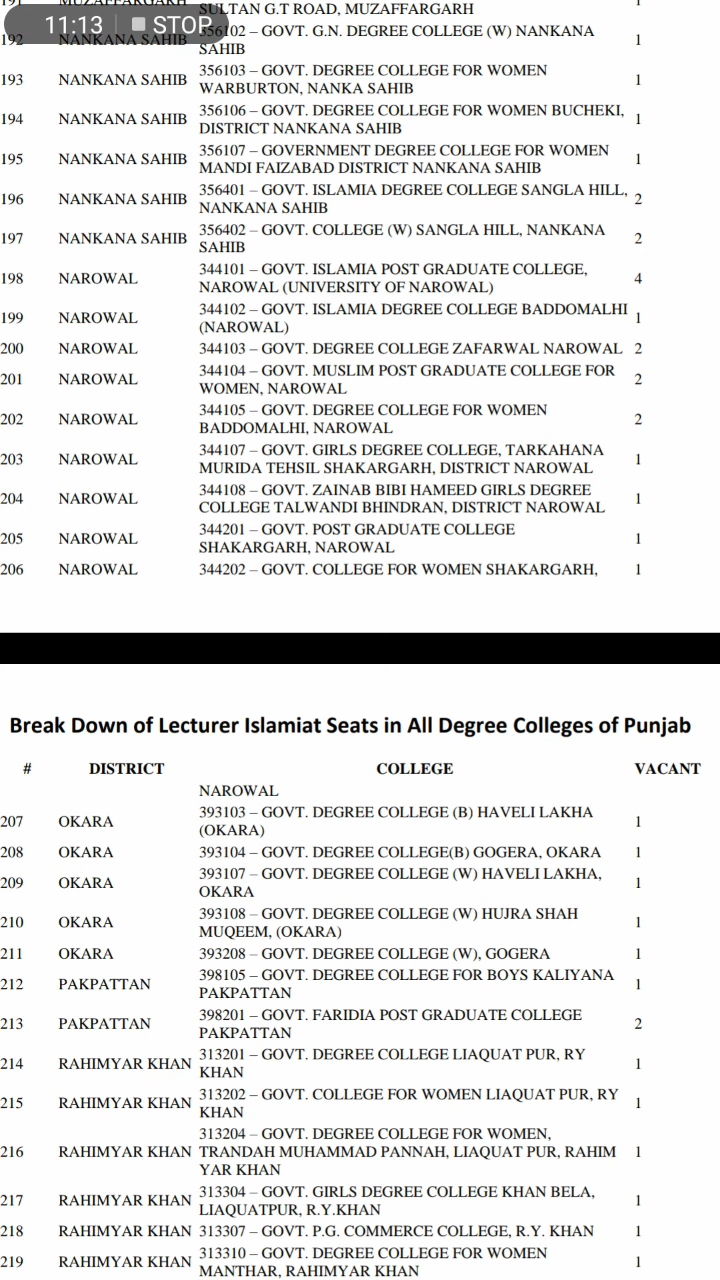 191 MUZAFFARGARH SULTAN G.T ROAD, MUZAFFARGARH 1
11:13 STOP
192 NANKANA SAHIB 356102 – GOVT. G.N. DEGREE COLLEGE (W) NANKANA
SAHIB 1
193 NANKANA SAHIB 356103 – GOVT. DEGREE COLLEGE FOR WOMEN
WARBURTON, NANKA SAHIB 1
194 NANKANA SAHIB 356106 – GOVT. DEGREE COLLEGE FOR WOMEN BUCHEKI,
DISTRICT NANKANA SAHIB 1
195 NANKANA SAHIB 356107 – GOVERNMENT DEGREE COLLEGE FOR WOMEN
MANDI FAIZABAD DISTRICT NANKANA SAHIB 1
196 NANKANA SAHIB 356401 – GOVT. ISLAMIA DEGREE COLLEGE SANGLA HILL,
NANKANA SAHIB 2
197 NANKANA SAHIB 356402 – GOVT. COLLEGE (W) SANGLA HILL, NANKANA
SAHIB 2
198 NAROWAL 344101 – GOVT. ISLAMIA POST GRADUATE COLLEGE,
NAROWAL (UNIVERSITY OF NAROWAL) 4
199 NAROWAL 344102 – GOVT. ISLAMIA DEGREE COLLEGE BADDOMALHI
(NAROWAL) 1
200 NAROWAL 344103 – GOVT. DEGREE COLLEGE ZAFARWAL NAROWAL 2
201 NAROWAL 344104 – GOVT. MUSLIM POST GRADUATE COLLEGE FOR
WOMEN, NAROWAL 2
202 NAROWAL 344105 – GOVT. DEGREE COLLEGE FOR WOMEN
BADDOMALHI, NAROWAL 2
203 NAROWAL 344107 – GOVT. GIRLS DEGREE COLLEGE, TARKAHANA
MURIDA TEHSIL SHAKARGARH, DISTRICT NAROWAL 1
204 NAROWAL 344108 – GOVT. ZAINAB BIBI HAMEED GIRLS DEGREE
COLLEGE TALWANDI BHINDRAN, DISTRICT NAROWAL 1
205 NAROWAL 344201 – GOVT. POST GRADUATE COLLEGE
SHAKARGARH, NAROWAL 1
206 NAROWAL 344202 – GOVT. COLLEGE FOR WOMEN SHAKARGARH, 1
Break Down of Lecturer Islamiat Seats in All Degree Colleges of Punjab
# DISTRICT COLLEGE VACANT
NAROWAL
207 OKARA 393103 – GOVT. DEGREE COLLEGE (B) HAVELI LAKHA
(OKARA) 1
208 OKARA 393104 – GOVT. DEGREE COLLEGE(B) GOGERA, OKARA 1
209 OKARA 393107 – GOVT. DEGREE COLLEGE (W) HAVELI LAKHA,
OKARA 1
210 OKARA 393108 – GOVT. DEGREE COLLEGE (W) HUJRA SHAH
MUQEEM, (OKARA) 1
211 OKARA 393208 – GOVT. DEGREE COLLEGE (W), GOGERA 1
212 PAKPATTAN 398105 – GOVT. DEGREE COLLEGE FOR BOYS KALIYANA
PAKPATTAN 1
213 PAKPATTAN 398201 – GOVT. FARIDIA POST GRADUATE COLLEGE
PAKPATTAN 2
214 RAHIMYAR KHAN 313201 – GOVT. DEGREE COLLEGE LIAQUAT PUR, RY
KHAN 1
215 RAHIMYAR KHAN 313202 – GOVT. COLLEGE FOR WOMEN LIAQUAT PUR, RY
KHAN 1
216 RAHIMYAR KHAN 313204 – GOVT. DEGREE COLLEGE FOR WOMEN,
TRANDAH MUHAMMAD PANNAH, LIAQUAT PUR, RAHIM
YAR KHAN 1
217 RAHIMYAR KHAN 313304 – GOVT. GIRLS DEGREE COLLEGE KHAN BELA,
LIAQUATPUR, R.Y.KHAN 1
218 RAHIMYAR KHAN 313307 – GOVT. P.G. COMMERCE COLLEGE, R.Y. KHAN 1
219 RAHIMYAR KHAN 313310 – GOVT. DEGREE COLLEGE FOR WOMEN
MANTHAR, RAHIMYAR KHAN 1